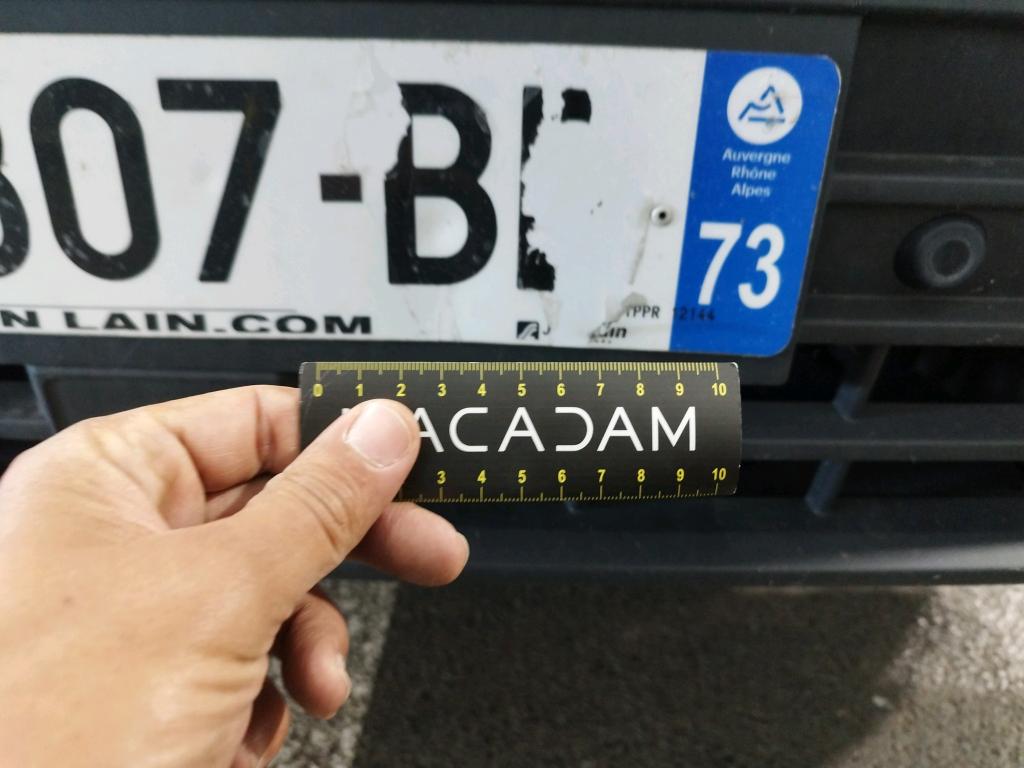 307-B
Auvergne
Rhône
Alpes
73
N LAIN.COM
TPPR 12144
0 1 2 3 4 5 6 7 8 9 10
ACADAM
3 4 5 6 7 8 9 10